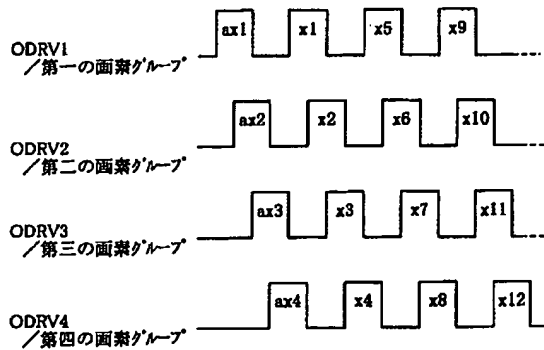 ax1 x1 x5 x9
ODRV1
／第一の画素ｸﾞﾙｰﾌﾟ
ax2 x2 x6 x10
ODRV2
／第二の画素ｸﾞﾙｰﾌﾟ
ax3 x3 x7 x11
ODRV3
／第三の画素ｸﾞﾙｰﾌﾟ
ax4 x4 x8 x12
ODRV4
／第四の画素ｸﾞﾙｰﾌﾟ